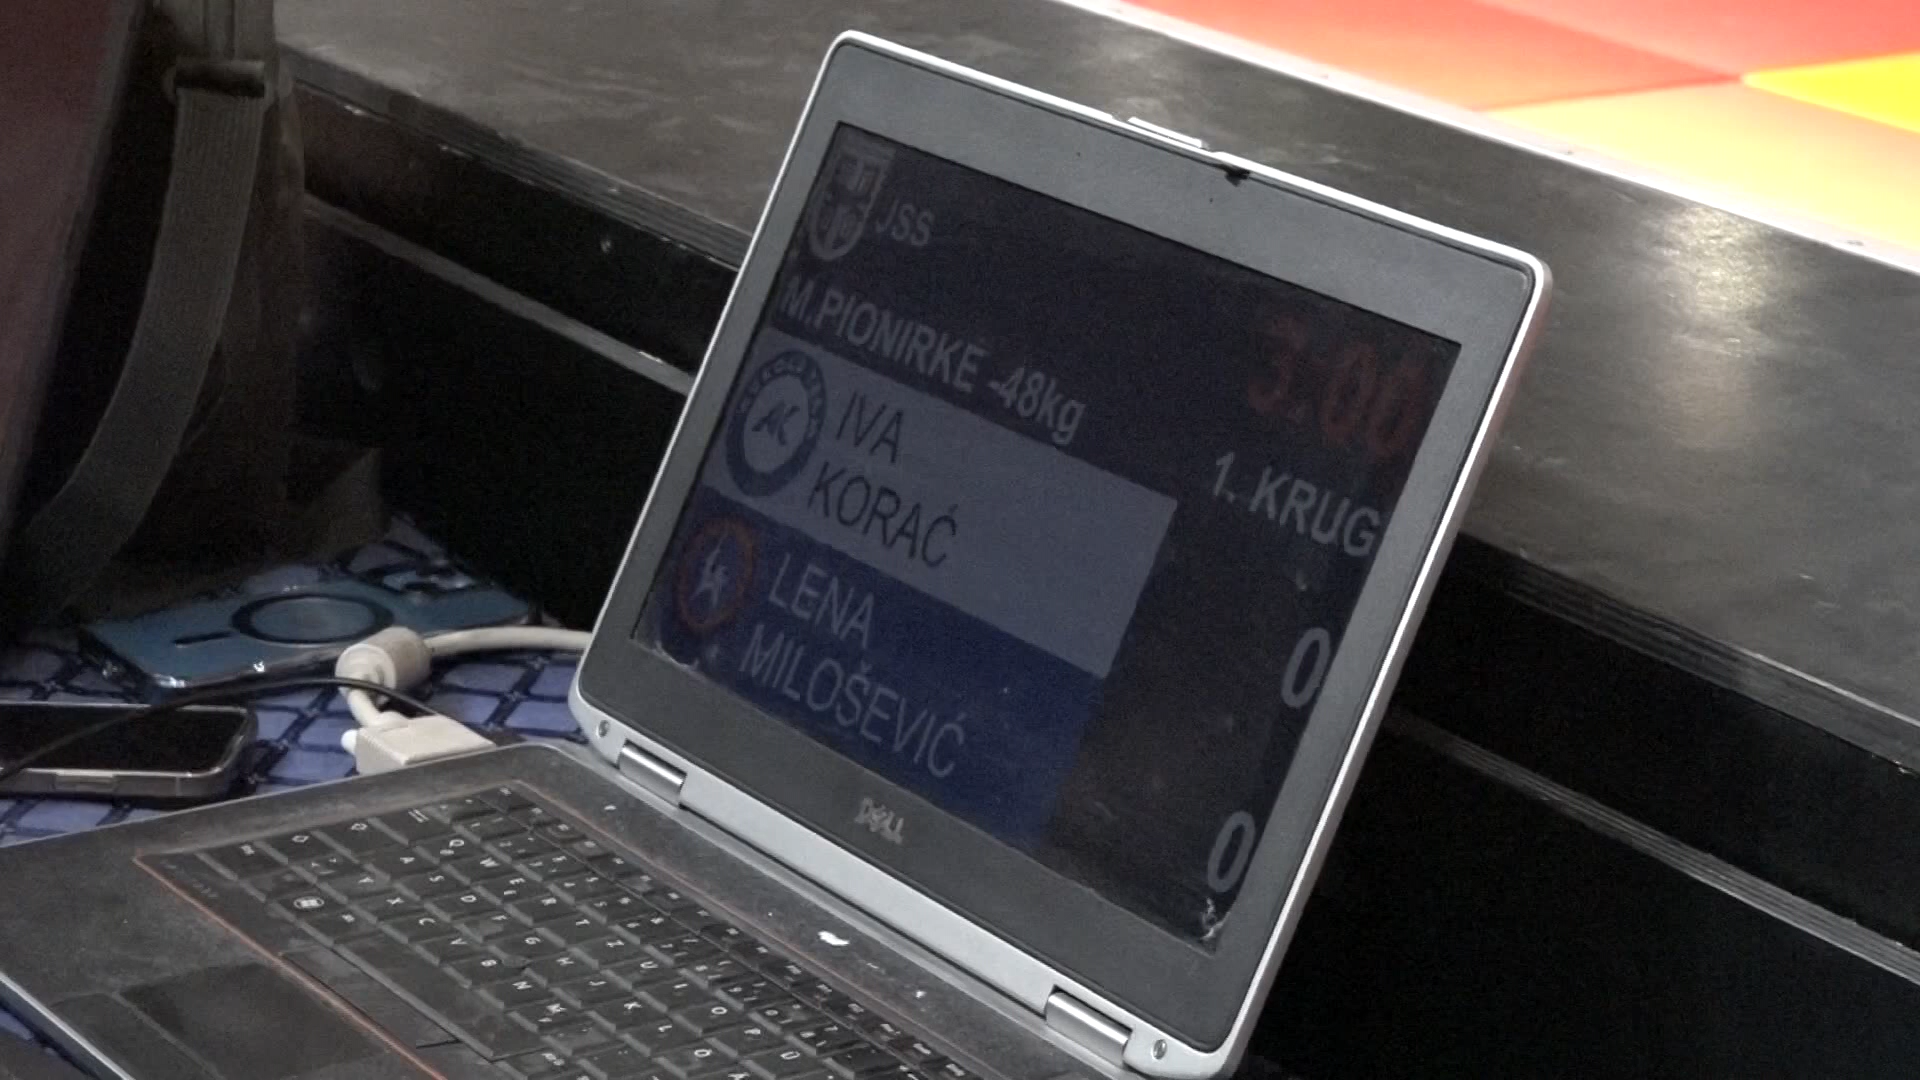 JSS
M.PIONIRKE -48kg
3:00
IVA
KORAĆ
1. KRUG
0
LENA
MILOŠEVIĆ
0
DELL